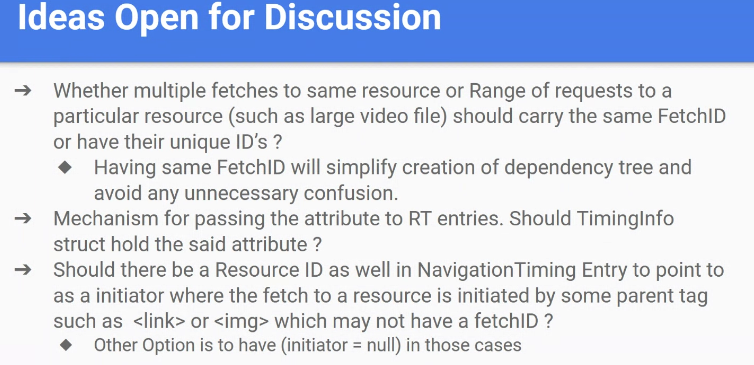 Ideas Open for Discussion
➔ Whether multiple fetches to same resource or Range of requests to a
particular resource (such as large video file) should carry the same FetchID
or have their unique ID's ?
◆ Having same FetchID will simplify creation of dependency tree and
avoid any unnecessary confusion.
➔ Mechanism for passing the attribute to RT entries. Should TimingInfo
struct hold the said attribute ?
➔ Should there be a Resource ID as well in NavigationTiming Entry to point to
as a initiator where the fetch to a resource is initiated by some parent tag
such as <link> or <img> which may not have a fetchID ?
◆ Other Option is to have (initiator = null) in those cases